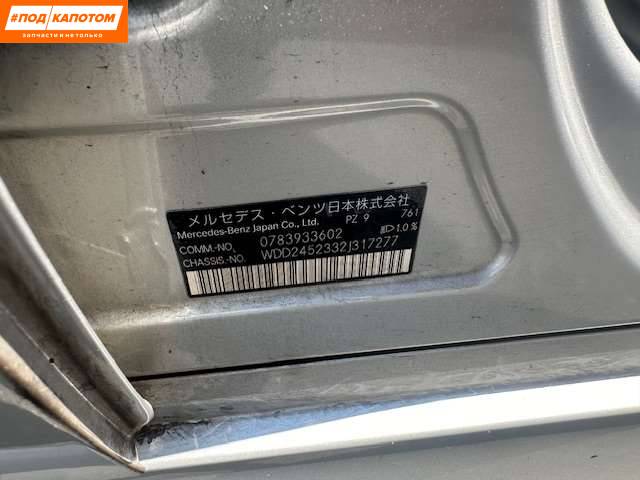 #ПОД КАПОТОМ
ЗАПЧАСТИ И НЕ ТОЛЬКО
メルセデス・ベンツ日本株式会社
Mercedes-Benz Japan Co., Ltd. PZ 9 761
COMM.-NO. 0783933602 1.0%
CHASSIS.-NO. WDD2452332J317277